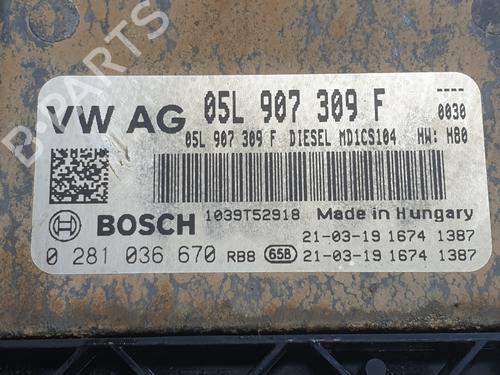 VW AG 05L 907 309 F
0030
05L 907 309 F DIESEL MD1CS104 HW: H80
BOSCH 1039T52918 Made in Hungary
0 281 036 670 RB8 658 21-03-19 1674 1387
21-03-19 1674 1387
B-PARTS